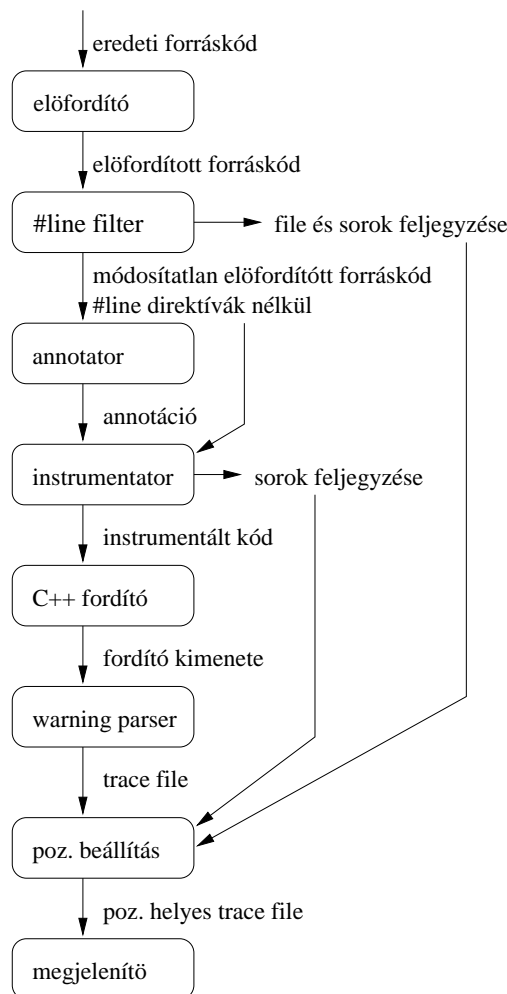 eredeti forráskód
elöfordító
elöfordított forráskód
#line filter
file és sorok feljegyzése
módosítatlan elöfordítótt forráskód
#line direktívák nélkül
annotator
annotáció
instrumentator
sorok feljegyzése
instrumentált kód
C++ fordító
fordító kimenete
warning parser
trace file
poz. beállítás
poz. helyes trace file
megjelenítö